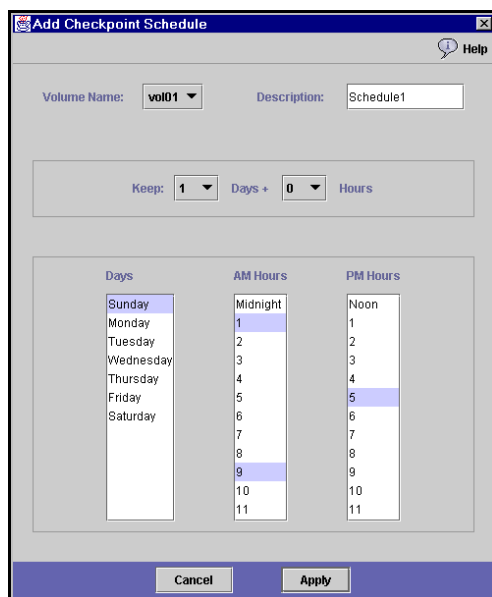 Add Checkpoint Schedule
Help
Volume Name: vol01 Description: Schedule1
Keep: 1 Days + 0 Hours
Days AM Hours PM Hours
Sunday Midnight Noon
Monday 1 1
Tuesday 2 2
Wednesday 3 3
Thursday 4 4
Friday 5 5
Saturday 6 6
7 7
8 8
9 9
10 10
11 11
Cancel Apply